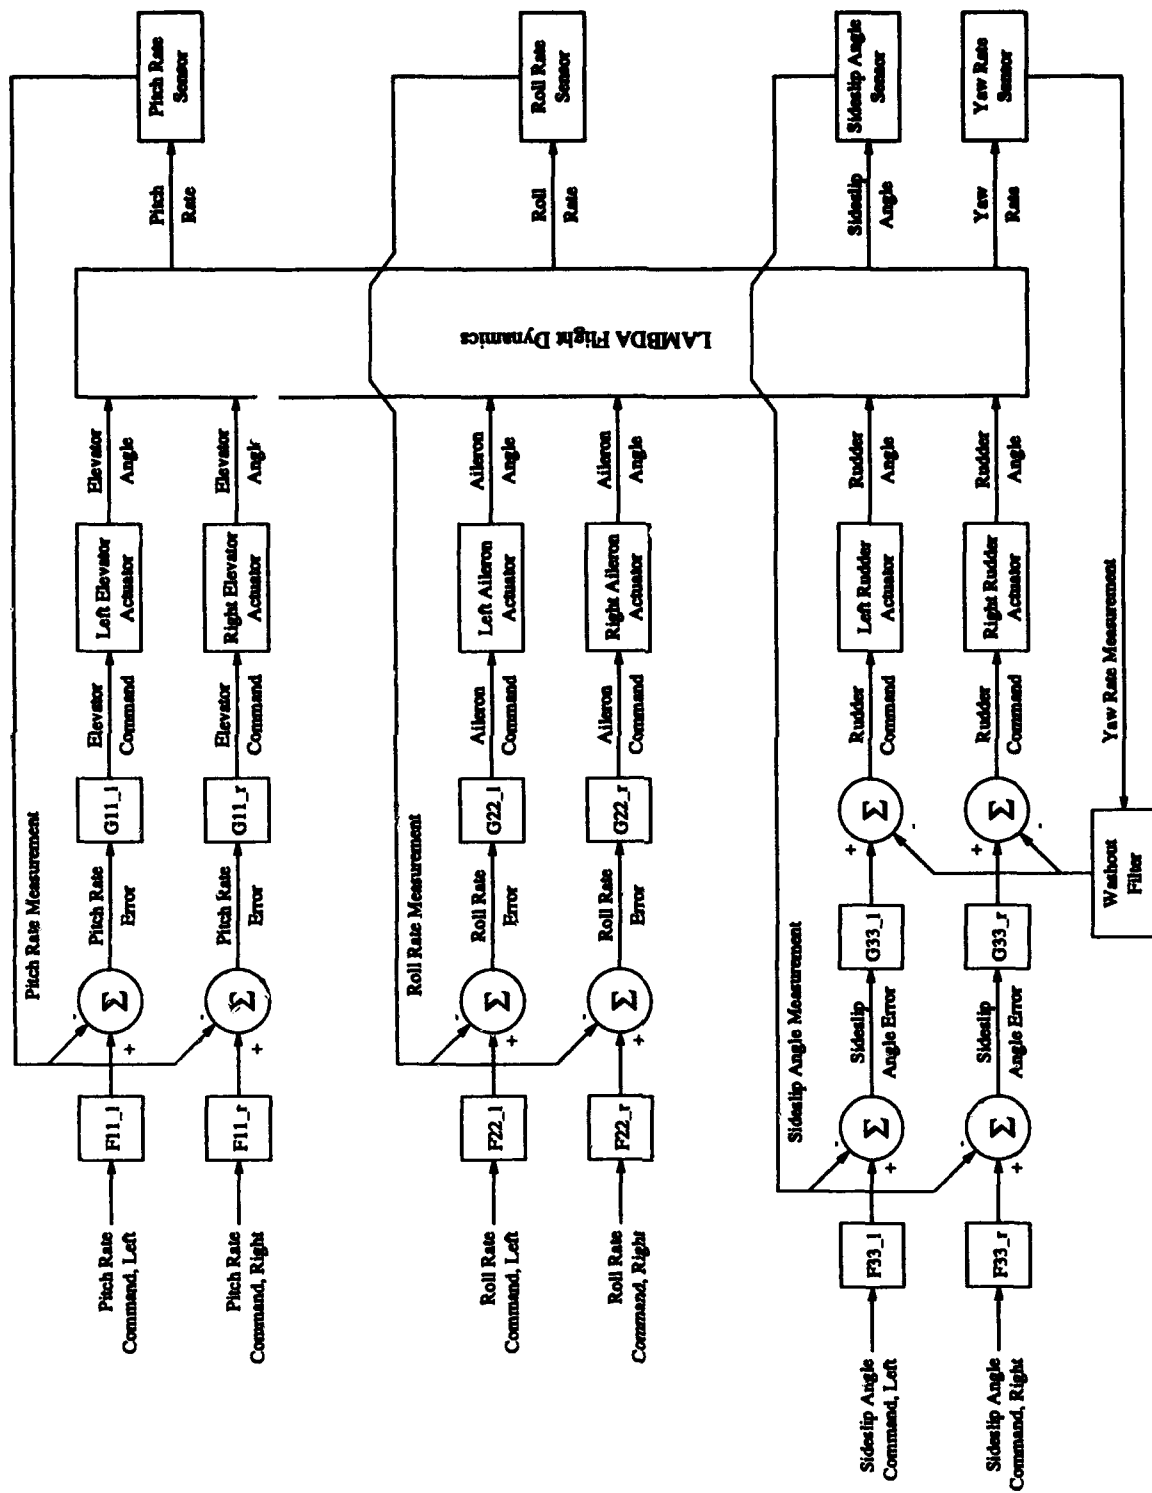 Pitch Rate Measurement
Pitch Rate
Command, Left
F11_l
Σ
+
-
Pitch Rate
Error
G11_l
Elevator
Command
Left Elevator
Actuator
Elevator
Angle
Pitch
Rate
Pitch Rate
Sensor
Pitch Rate
Command, Right
F11_r
Σ
+
-
Pitch Rate
Error
G11_r
Elevator
Command
Right Elevator
Actuator
Elevator
Angle
Roll Rate Measurement
Roll Rate
Command, Left
F22_l
Σ
+
-
Roll Rate
Error
G22_l
Aileron
Command
Left Aileron
Actuator
Aileron
Angle
LAMBDA Flight Dynamics
Roll
Rate
Roll Rate
Sensor
Roll Rate
Command, Right
F22_r
Σ
+
-
Roll Rate
Error
G22_r
Aileron
Command
Right Aileron
Actuator
Aileron
Angle
Sideslip Angle Measurement
Sideslip Angle
Command, Left
F33_l
Σ
+
-
Sideslip
Angle Error
G33_l
Σ
+
-
Rudder
Command
Left Rudder
Actuator
Rudder
Angle
Sideslip
Angle
Sideslip Angle
Sensor
Sideslip Angle
Command, Right
F33_r
Σ
+
-
Sideslip
Angle Error
G33_r
Σ
+
-
Rudder
Command
Right Rudder
Actuator
Rudder
Angle
Yaw
Rate
Yaw Rate
Sensor
Washout
Filter
Yaw Rate Measurement